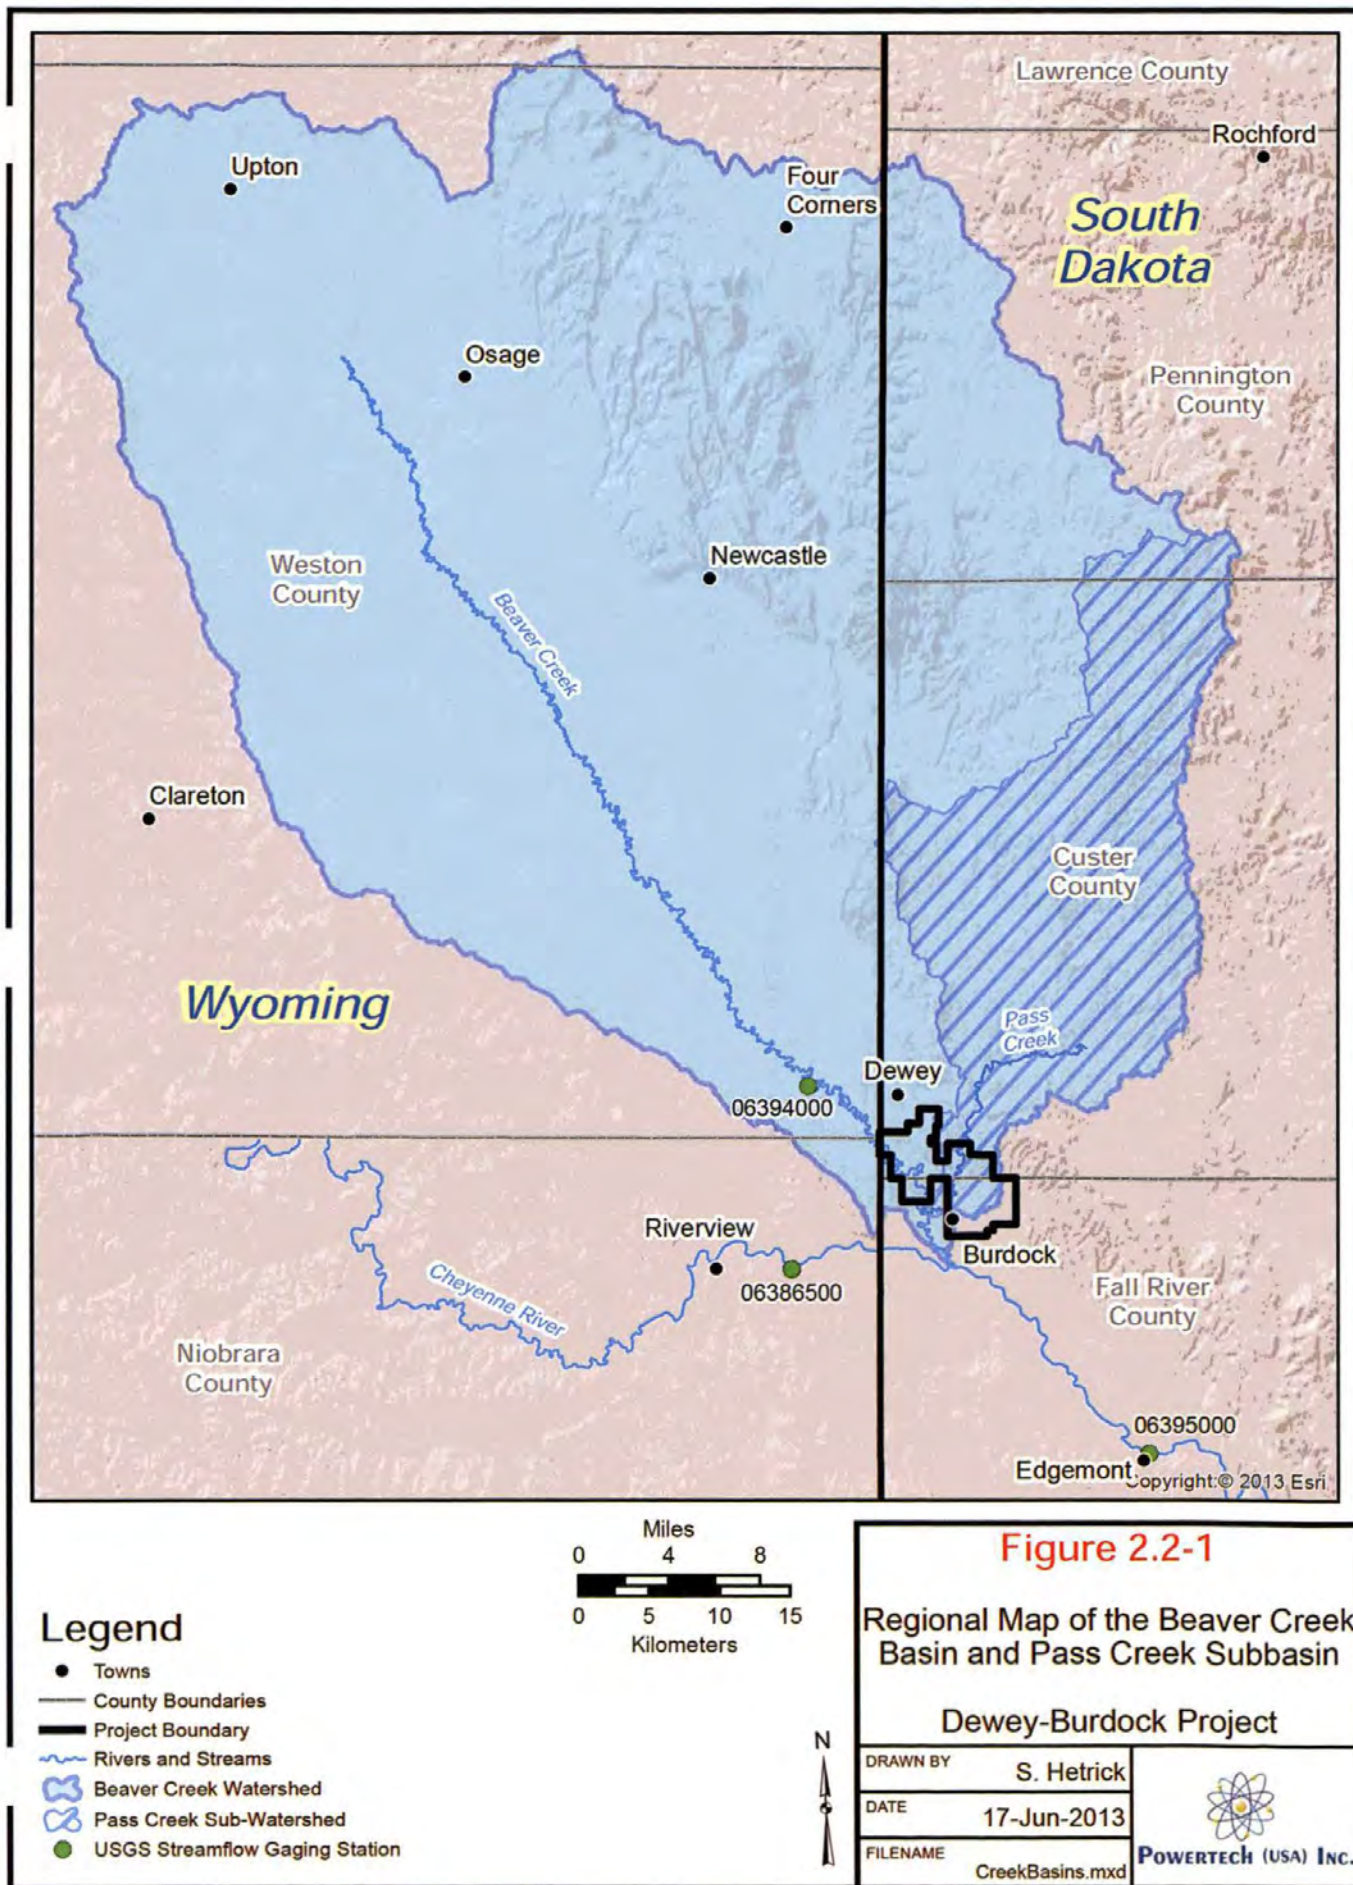 Lawrence County
Rochford
Upton
Four
Corners
South
Dakota
Osage
Pennington
County
Newcastle
Weston
County
Beaver Creek
Clareton
Custer
County
Wyoming
Pass
Creek
Dewey
06394000
Riverview
Burdock
06386500
Cheyenne River
Fall River
County
Niobrara
County
06395000
Edgemont
Copyright:© 2013 Esri
Miles
0 4 8
0 5 10 15
Kilometers
Legend
Towns
County Boundaries
Project Boundary
Rivers and Streams
Beaver Creek Watershed
Pass Creek Sub-Watershed
USGS Streamflow Gaging Station
N
Figure 2.2-1
Regional Map of the Beaver Creek
Basin and Pass Creek Subbasin
Dewey-Burdock Project
DRAWN BY S. Hetrick
DATE 17-Jun-2013
FILENAME CreekBasins.mxd
POWERTECH (USA) INC.